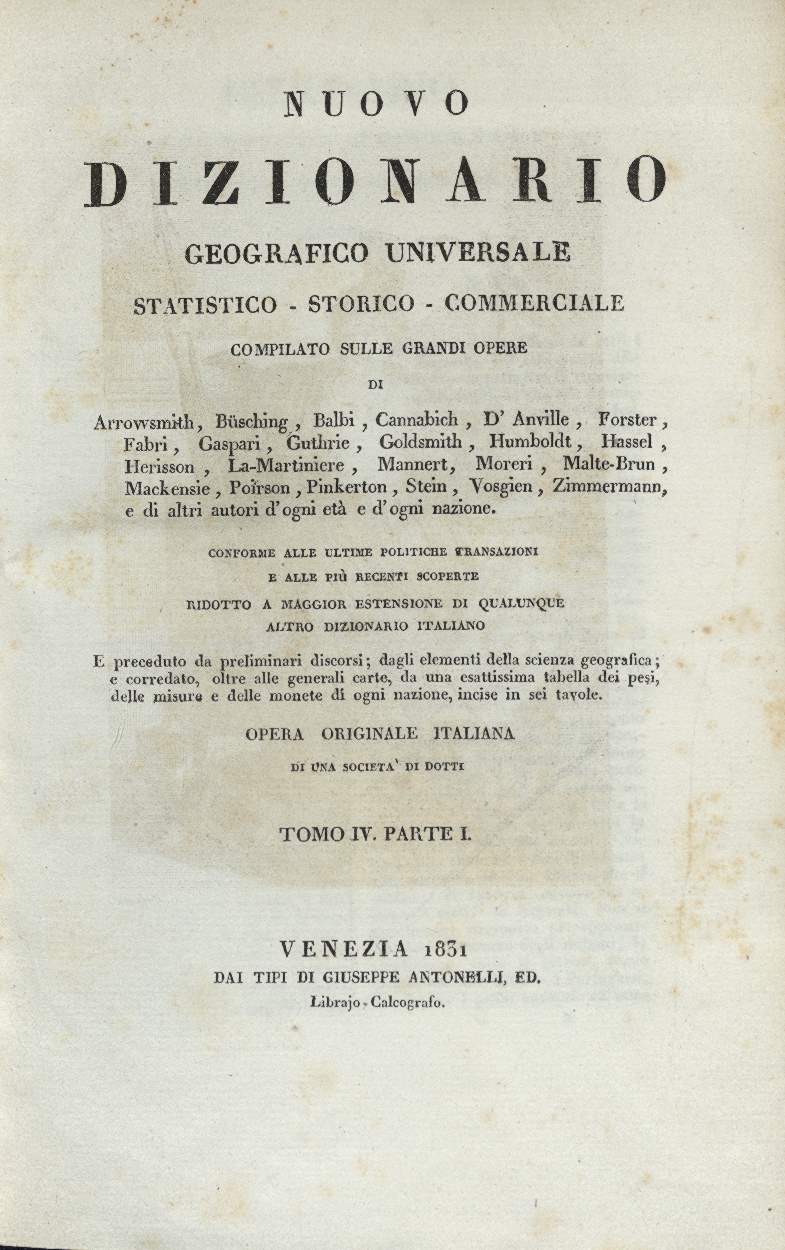 NUOVO
DIZIONARIO
GEOGRAFICO UNIVERSALE
STATISTICO - STORICO - COMMERCIALE
COMPILATO SULLE GRANDI OPERE
DI
Arrowsmith, Büsching, Balbi, Cannabich, D' Anville, Forster,
Fabri, Gaspari, Guthrie, Goldsmith, Humboldt, Hassel,
Herisson, La-Martiniere, Mannert, Moreri, Malte-Brun,
Mackensie, Poïrson, Pinkerton, Stein, Vosgien, Zimmermann,
e di altri autori d'ogni età e d'ogni nazione.
CONFORME ALLE ULTIME POLITICHE TRANSAZIONI
E ALLE PIÙ RECENTI SCOPERTE
RIDOTTO A MAGGIOR ESTENSIONE DI QUALUNQUE
ALTRO DIZIONARIO ITALIANO
E preceduto da preliminari discorsi; dagli elementi della scienza geografica;
e corredato, oltre alle generali carte, da una esattissima tabella dei pesi,
delle misure e delle monete di ogni nazione, incise in sei tavole.
OPERA ORIGINALE ITALIANA
DI UNA SOCIETA' DI DOTTI
TOMO IV. PARTE I.
VENEZIA 1831
DAI TIPI DI GIUSEPPE ANTONELLI, ED.
Librajo-Calcografo.